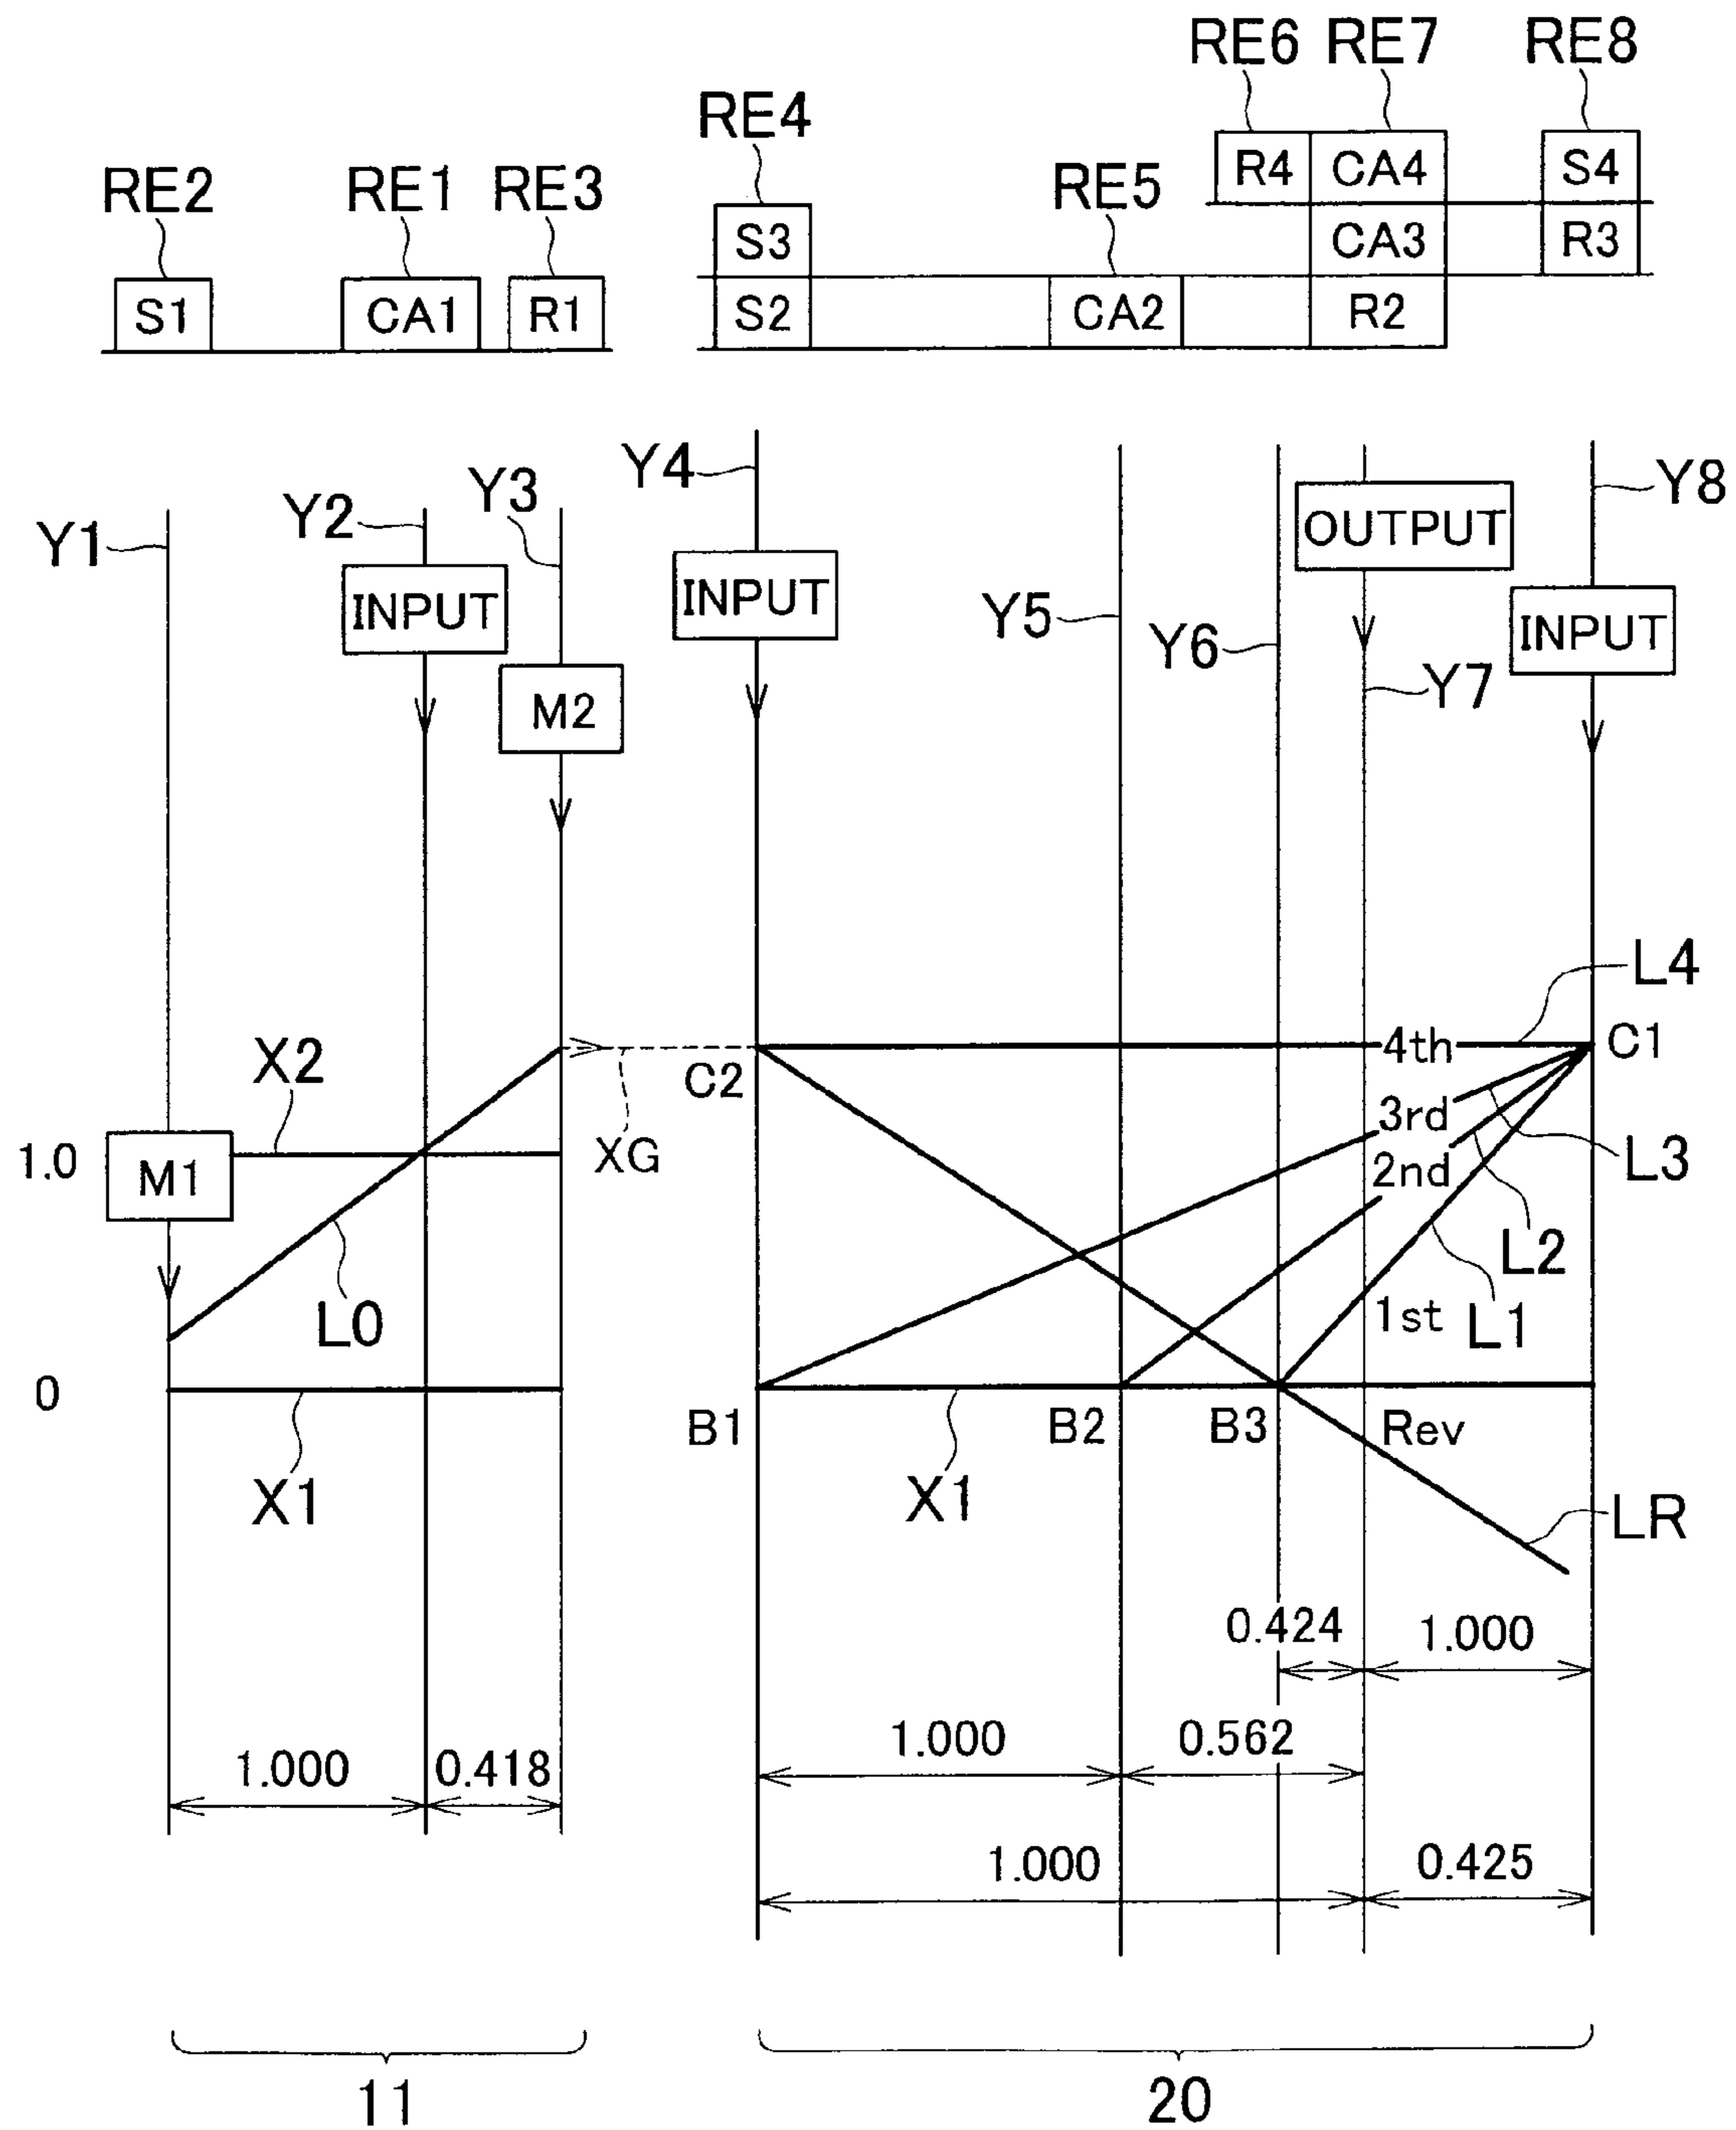 RE6 RE7 RE8
RE4
RE2 RE1 RE3 RE5
R4 CA4 S4
S3 CA3 R3
S1 CA1 R1 S2 CA2 R2
Y1 Y2 Y3 Y4 Y5 Y6 Y7 Y8
INPUT INPUT OUTPUT INPUT
M2
L4
X2 C2 4th C1
3rd
1.0 M1 XG 2nd L3
L2
L0 1st L1
0
B1 B2 B3 Rev
X1 X1 LR
0.424 1.000
1.000 0.562
1.000 0.418
1.000 0.425
11 20